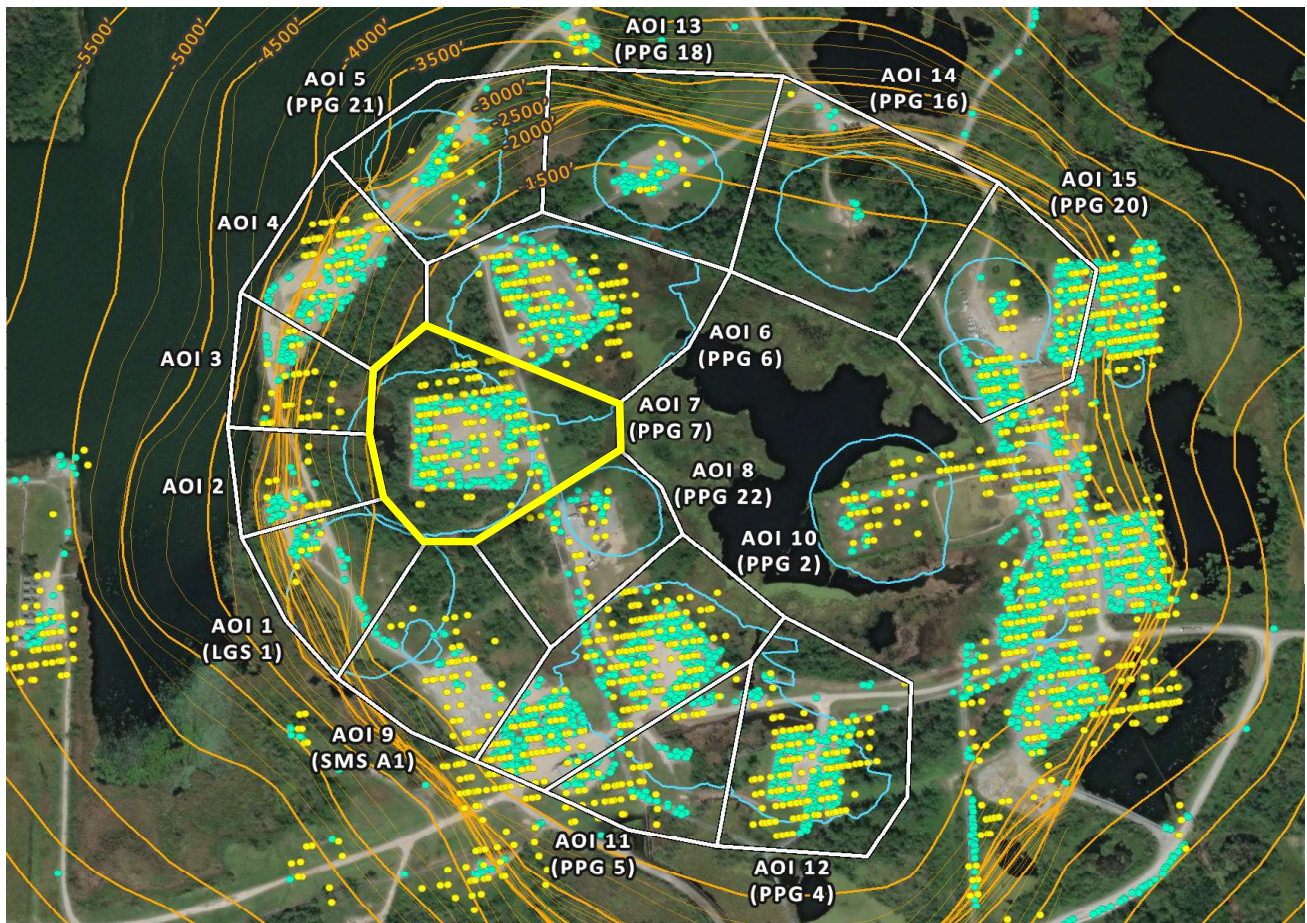 -5500'
-5000'
-4500'
-4000'
-3500'
-3000'
-2500'
-2000'
-1500'
AOI 13
(PPG 18)
AOI 5
(PPG 21)
AOI 14
(PPG 16)
AOI 15
(PPG 20)
AOI 4
AOI 3
AOI 6
(PPG 6)
AOI 7
(PPG 7)
AOI 2
AOI 8
(PPG 22)
AOI 10
(PPG 2)
AOI 1
(LGS 1)
AOI 9
(SMS A1)
AOI 11
(PPG 5)
AOI 12
(PPG 4)